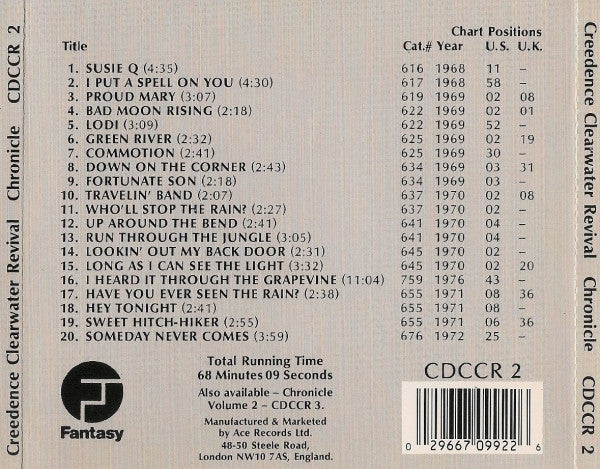 Creedence Clearwater Revival Chronicle CDCCR 2
Chart Positions
Title Cat.# Year U.S. U.K.
1. SUSIE Q (4:35) 616 1968 11 –
2. I PUT A SPELL ON YOU (4:30) 617 1968 58 –
3. PROUD MARY (3:07) 619 1969 02 08
4. BAD MOON RISING (2:18) 622 1969 02 01
5. LODI (3:09) 622 1969 52 –
6. GREEN RIVER (2:32) 625 1969 02 19
7. COMMOTION (2:41) 625 1969 30 –
8. DOWN ON THE CORNER (2:43) 634 1969 03 31
9. FORTUNATE SON (2:18) 634 1969 03 –
10. TRAVELIN' BAND (2:07) 637 1970 02 08
11. WHO'LL STOP THE RAIN? (2:27) 637 1970 02 –
12. UP AROUND THE BEND (2:41) 641 1970 04 –
13. RUN THROUGH THE JUNGLE (3:05) 641 1970 04 –
14. LOOKIN' OUT MY BACK DOOR (2:31) 645 1970 02 –
15. LONG AS I CAN SEE THE LIGHT (3:32) 645 1970 02 20
16. I HEARD IT THROUGH THE GRAPEVINE (11:04) 759 1976 43 –
17. HAVE YOU EVER SEEN THE RAIN? (2:38) 655 1971 08 36
18. HEY TONIGHT (2:41) 655 1971 08 –
19. SWEET HITCH-HIKER (2:55) 655 1971 06 36
20. SOMEDAY NEVER COMES (3:59) 676 1972 25 –
Total Running Time
68 Minutes 09 Seconds
Also available – Chronicle
Volume 2 – CDCCR 3.
Manufactured & Marketed
by Ace Records Ltd.
48-50 Steele Road,
London NW10 7AS, England.
Fantasy
CDCCR 2
0 29667 09922 6
Creedence Clearwater Revival Chronicle CDCCR 2